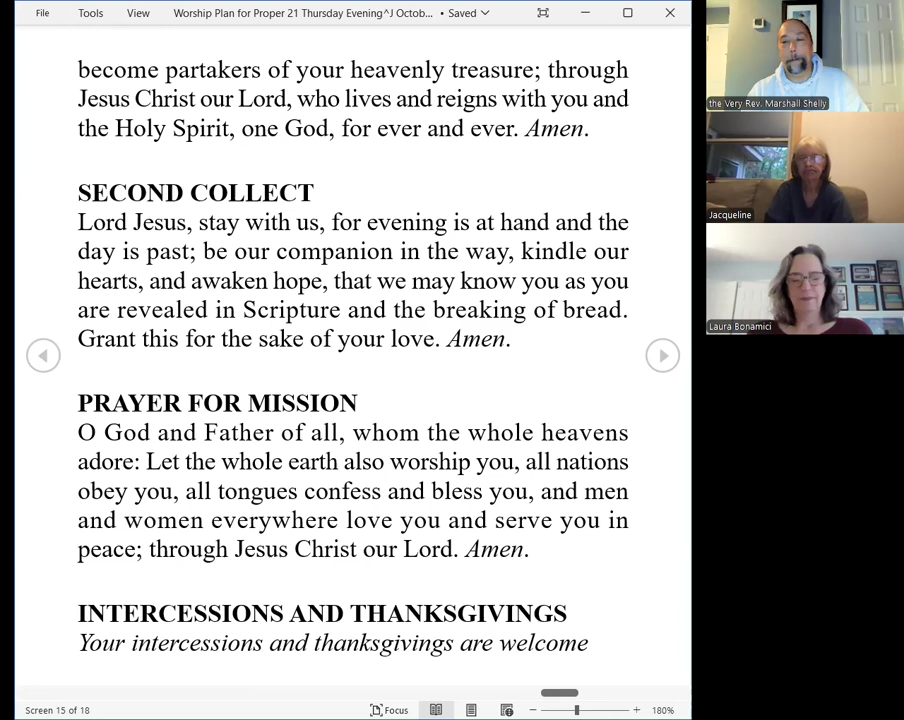 File Tools View Worship Plan for Proper 21 Thursday Evening^J Octob... • Saved
become partakers of your heavenly treasure; through
Jesus Christ our Lord, who lives and reigns with you and
the Holy Spirit, one God, for ever and ever. Amen.
SECOND COLLECT
Lord Jesus, stay with us, for evening is at hand and the
day is past; be our companion in the way, kindle our
hearts, and awaken hope, that we may know you as you
are revealed in Scripture and the breaking of bread.
Grant this for the sake of your love. Amen.
PRAYER FOR MISSION
O God and Father of all, whom the whole heavens
adore: Let the whole earth also worship you, all nations
obey you, all tongues confess and bless you, and men
and women everywhere love you and serve you in
peace; through Jesus Christ our Lord. Amen.
INTERCESSIONS AND THANKSGIVINGS
Your intercessions and thanksgivings are welcome
Screen 15 of 18 Focus 180%
the Very Rev. Marshall Shelly
Jacqueline
Laura Bonamici